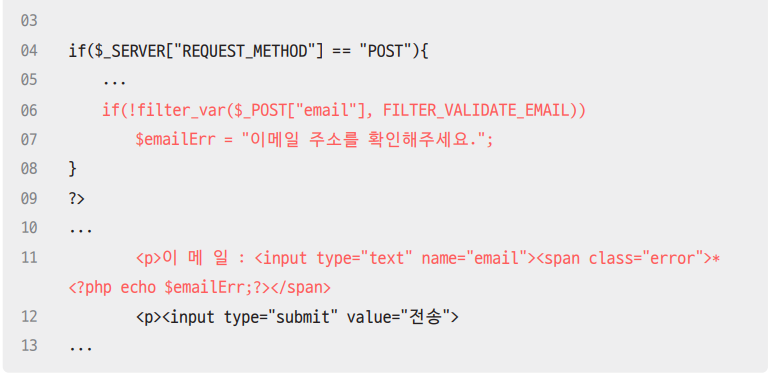 03
04 if($_SERVER["REQUEST_METHOD"] == "POST"){
05 ...
06 if(!filter_var($_POST["email"], FILTER_VALIDATE_EMAIL))
07 $emailErr = "이메일 주소를 확인해주세요.";
08 }
09 ?>
10 ...
11 <p>이 메 일 : <input type="text" name="email"><span class="error">*
<?php echo $emailErr;?></span>
12 <p><input type="submit" value="전송">
13 ...